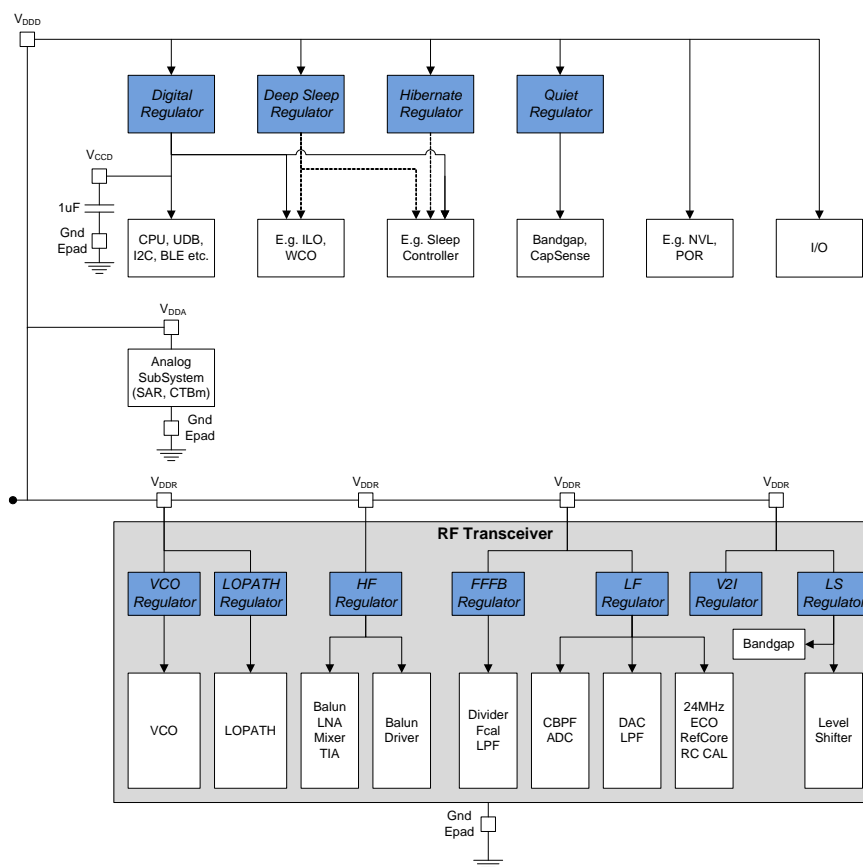 VDDD
Digital
Regulator
Deep Sleep
Regulator
Hibernate
Regulator
Quiet
Regulator
VCCD
1uF
Gnd
Epad
CPU, UDB,
I2C, BLE etc.
E.g. ILO,
WCO
E.g. Sleep
Controller
Bandgap,
CapSense
E.g. NVL,
POR
I/O
VDDA
Analog
SubSystem
(SAR, CTBm)
Gnd
Epad
VDDR
VDDR
VDDR
VDDR
RF Transceiver
VCO
Regulator
LOPATH
Regulator
HF
Regulator
FFFB
Regulator
LF
Regulator
V2I
Regulator
LS
Regulator
Bandgap
VCO
LOPATH
Balun
LNA
Mixer
TIA
Balun
Driver
Divider
Fcal
LPF
CBPF
ADC
DAC
LPF
24MHz
ECO
RefCore
RC CAL
Level
Shifter
Gnd
Epad